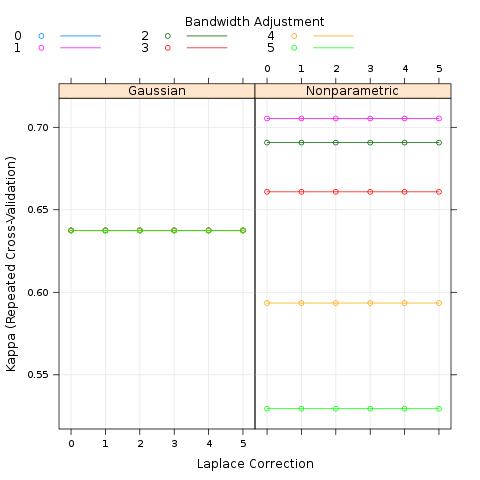 Bandwidth Adjustment
0 2 4
1 3 5
0 1 2 3 4 5
Gaussian Nonparametric
0.70
0.65
0.60
0.55
Kappa (Repeated Cross-Validation)
0 1 2 3 4 5
Laplace Correction